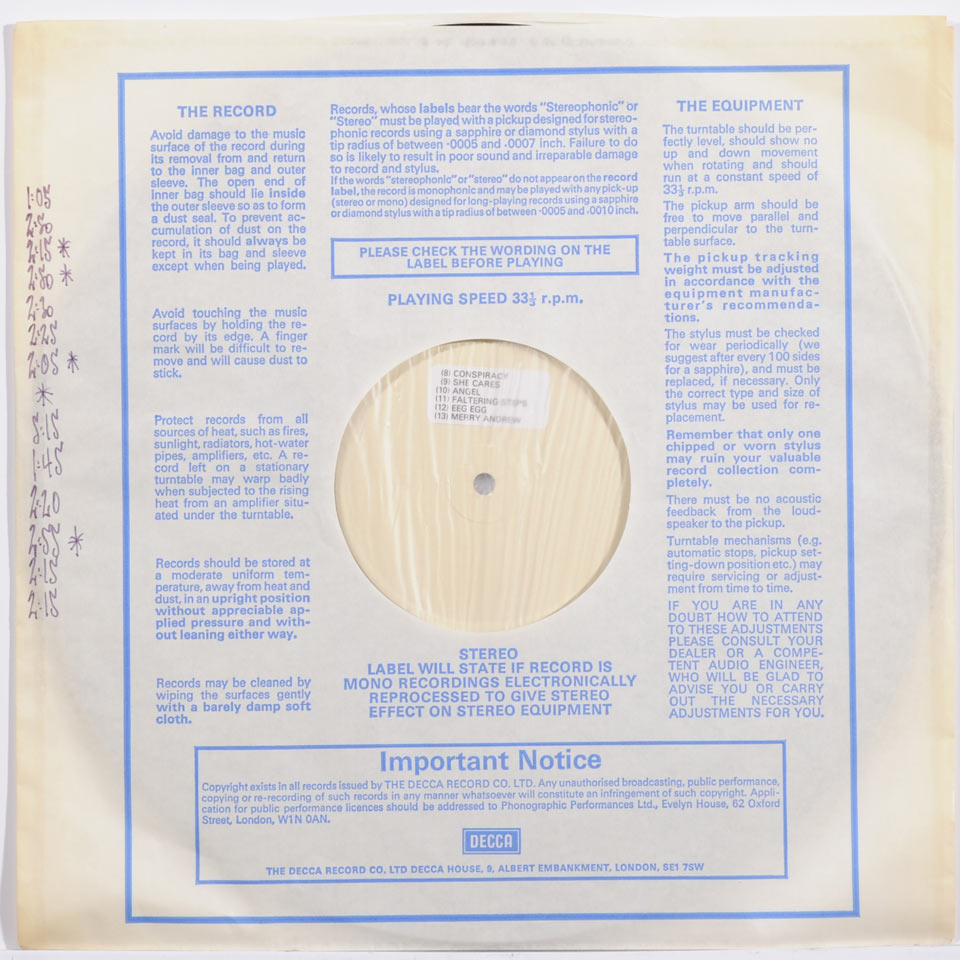 1:05
2:50
2:15 *
2:50 *
2:30
2:25
2:05 *
*
1:45
2:20
2:15
2:15
THE RECORD
Avoid damage to the music
surface of the record during
its removal from and return
to the inner bag and outer
sleeve. The open end of
inner bag should lie inside
the outer sleeve so as to form
a dust seal. To prevent ac-
cumulation of dust on the
record, it should always be
kept in its bag and sleeve
except when being played.
Avoid touching the music
surfaces by holding the re-
cord by its edge. A finger
mark will be difficult to re-
move and will cause dust to
stick.
Protect records from all
sources of heat, such as fires,
sunlight, radiators, hot-water
pipes, amplifiers, etc. A re-
cord left on a stationary
turntable may warp badly
when subjected to the rising
heat from an amplifier situ-
ated under the turntable.
Records should be stored at
a moderate uniform tem-
perature, away from heat and
dust, in an upright position
without appreciable ap-
plied pressure and with-
out leaning either way.
Records may be cleaned by
wiping the surfaces gently
with a barely damp soft
cloth.
Records, whose labels bear the words "Stereophonic" or
"Stereo" must be played with a pickup designed for stereo-
phonic records using a sapphire or diamond stylus with a
tip radius of between ·0005 and ·0007 inch. Failure to do
so is likely to result in poor sound and irreparable damage
to record and stylus.
If the words "stereophonic" or "stereo" do not appear on the record
label, the record is monophonic and may be played with any pick-up
(stereo or mono) designed for long-playing records using a sapphire
or diamond stylus with a tip radius of between ·0005 and ·0010 inch.
PLEASE CHECK THE WORDING ON THE
LABEL BEFORE PLAYING
PLAYING SPEED 33⅓ r.p.m.
(8) CONSPIRACY
(9) SHE CARES
(10) ANGEL
(11) FALTERING STEPS
(12) EEG EGG
(13) MERRY ANDREW
STEREO
LABEL WILL STATE IF RECORD IS
MONO RECORDINGS ELECTRONICALLY
REPROCESSED TO GIVE STEREO
EFFECT ON STEREO EQUIPMENT
THE EQUIPMENT
The turntable should be per-
fectly level, should show no
up and down movement
when rotating and should
run at a constant speed of
33⅓ r.p.m.
The pickup arm should be
free to move parallel and
perpendicular to the turn-
table surface.
The pickup tracking
weight must be adjusted
in accordance with the
equipment manufac-
turer's recommenda-
tions.
The stylus must be checked
for wear periodically (we
suggest after every 100 sides
for a sapphire), and must be
replaced, if necessary. Only
the correct type and size of
stylus may be used for re-
placement.
Remember that only one
chipped or worn stylus
may ruin your valuable
record collection com-
pletely.
There must be no acoustic
feedback from the loud-
speaker to the pickup.
Turntable mechanisms (e.g.
automatic stops, pickup set-
ting-down position etc.) may
require servicing or adjust-
ment from time to time.
IF YOU ARE IN ANY
DOUBT HOW TO ATTEND
TO THESE ADJUSTMENTS
PLEASE CONSULT YOUR
DEALER OR A COMPE-
TENT AUDIO ENGINEER,
WHO WILL BE GLAD TO
ADVISE YOU OR CARRY
OUT THE NECESSARY
ADJUSTMENTS FOR YOU.
Important Notice
Copyright exists in all records issued by THE DECCA RECORD CO. LTD. Any unauthorised broadcasting, public performance,
copying or re-recording of such records in any manner whatsoever will constitute an infringement of such copyright. Appli-
cation for public performance licences should be addressed to Phonographic Performances Ltd., Evelyn House, 62 Oxford
Street, London, W1N 0AN.
DECCA
THE DECCA RECORD CO. LTD DECCA HOUSE, 9, ALBERT EMBANKMENT, LONDON, SE1 7SW